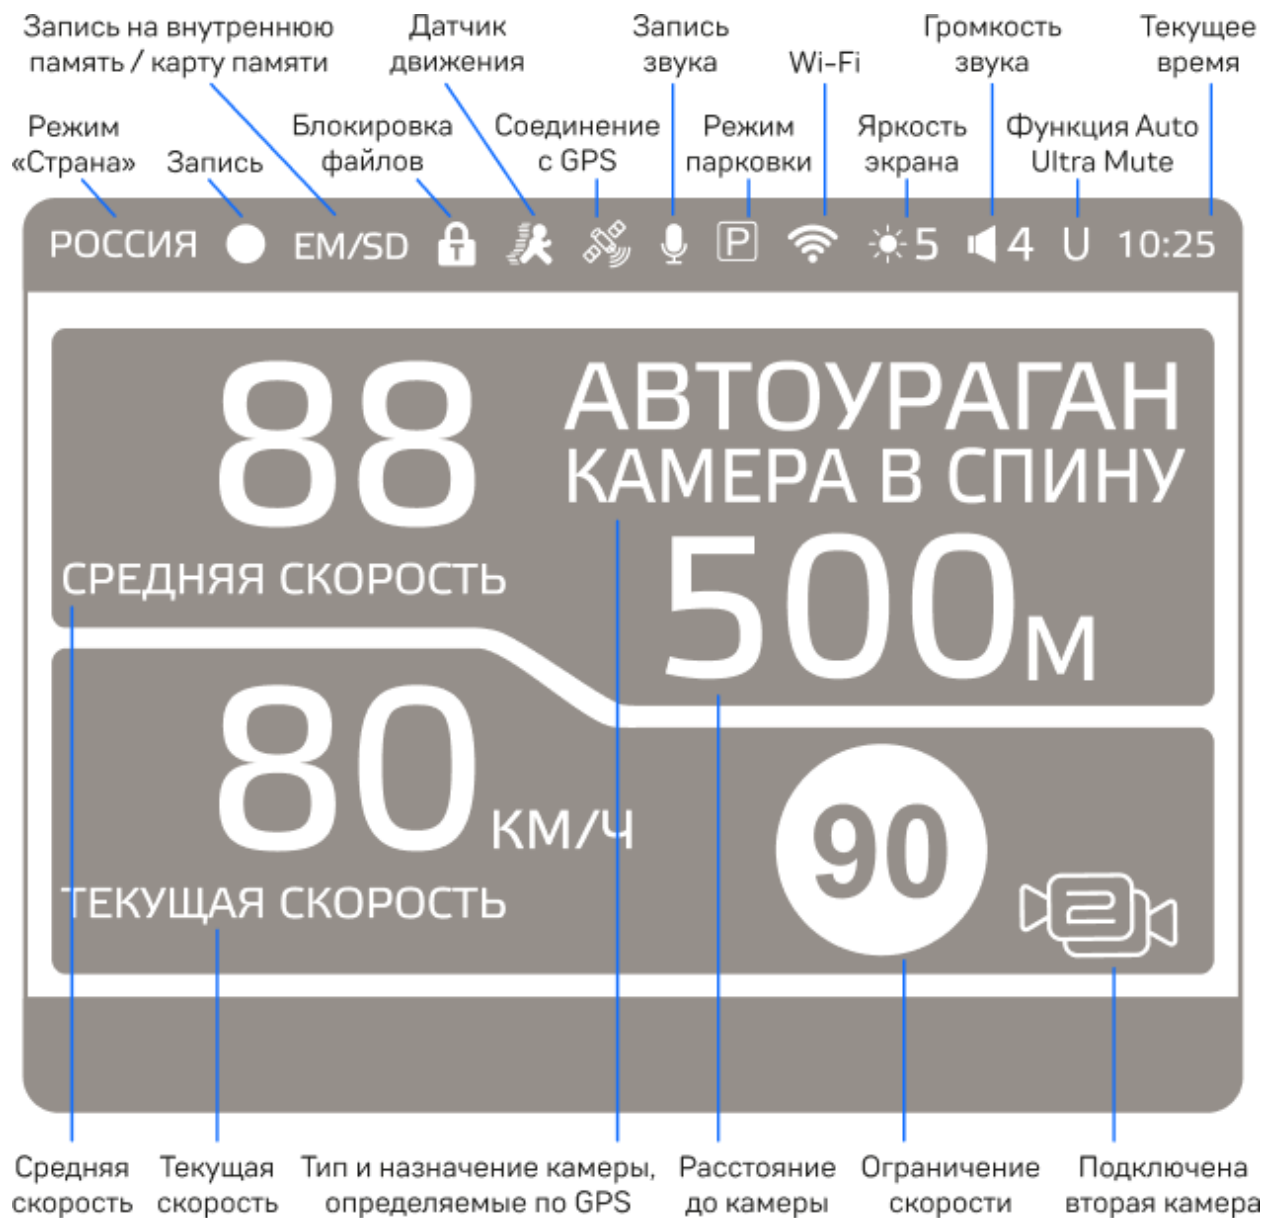 Запись на внутреннюю
память / карту памяти
Датчик
движения
Запись
звука
Wi-Fi
Громкость
звука
Текущее
время
Режим
«Страна»
Запись
Блокировка
файлов
Соединение
с GPS
Режим
парковки
Яркость
экрана
Функция Auto
Ultra Mute
РОССИЯ EM/SD T P 5 4 U 10:25
88
СРЕДНЯЯ СКОРОСТЬ
АВТОУРАГАН
КАМЕРА В СПИНУ
500м
80 КМ/Ч
ТЕКУЩАЯ СКОРОСТЬ
90
2
Средняя
скорость
Текущая
скорость
Тип и назначение камеры,
определяемые по GPS
Расстояние
до камеры
Ограничение
скорости
Подключена
вторая камера